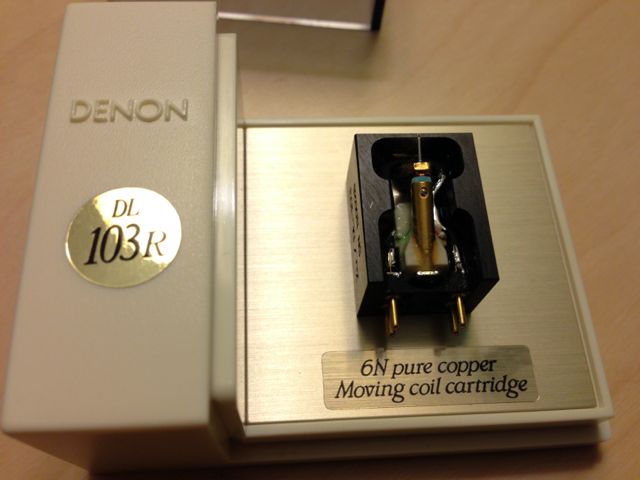 DENON
DL
103R
6N pure copper
Moving coil cartridge